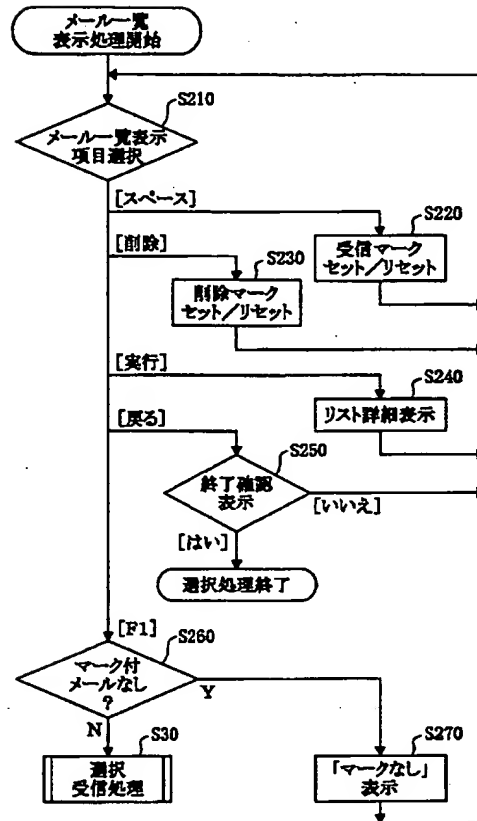 メール一覧
表示処理開始
S210
メール一覧表示
項目選択
[スペース]
S220
受信マーク
セット/リセット
[削除]
S230
削除マーク
セット/リセット
[実行]
S240
リスト詳細表示
[戻る]
S250
終了確認
表示
[いいえ]
[はい]
選択処理終了
[F1]
S260
マーク付
メールなし
?
Y
N
S30
選択
受信処理
S270
「マークなし」
表示